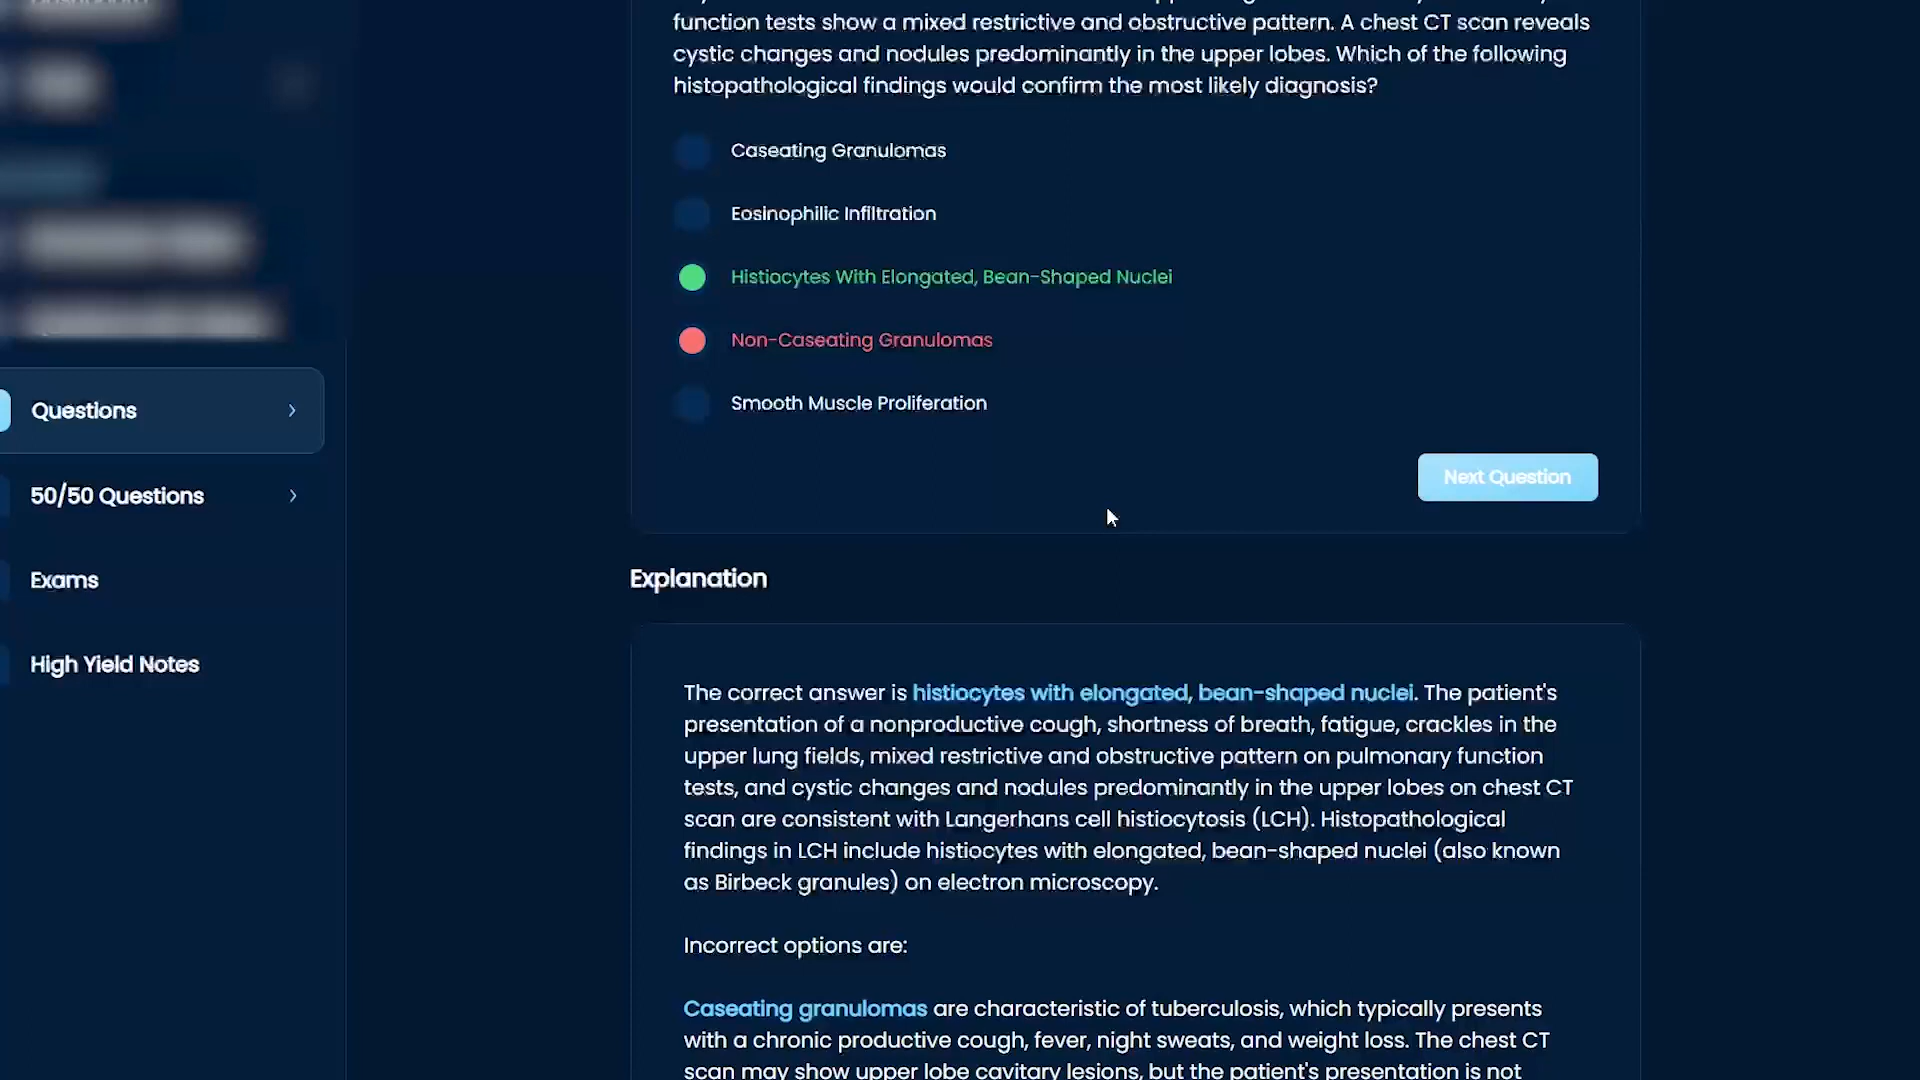 function tests show a mixed restrictive and obstructive pattern. A chest CT scan reveals
cystic changes and nodules predominantly in the upper lobes. Which of the following
histopathological findings would confirm the most likely diagnosis?
Caseating Granulomas
Eosinophilic Infiltration
Histiocytes With Elongated, Bean-Shaped Nuclei
Non-Caseating Granulomas
Smooth Muscle Proliferation
Next Question
Questions
50/50 Questions
Exams
High Yield Notes
Explanation
The correct answer is histiocytes with elongated, bean-shaped nuclei. The patient's
presentation of a nonproductive cough, shortness of breath, fatigue, crackles in the
upper lung fields, mixed restrictive and obstructive pattern on pulmonary function
tests, and cystic changes and nodules predominantly in the upper lobes on chest CT
scan are consistent with Langerhans cell histiocytosis (LCH). Histopathological
findings in LCH include histiocytes with elongated, bean-shaped nuclei (also known
as Birbeck granules) on electron microscopy.
Incorrect options are:
Caseating granulomas are characteristic of tuberculosis, which typically presents
with a chronic productive cough, fever, night sweats, and weight loss. The chest CT
scan may show upper lobe cavitary lesions, but the patient's presentation is not